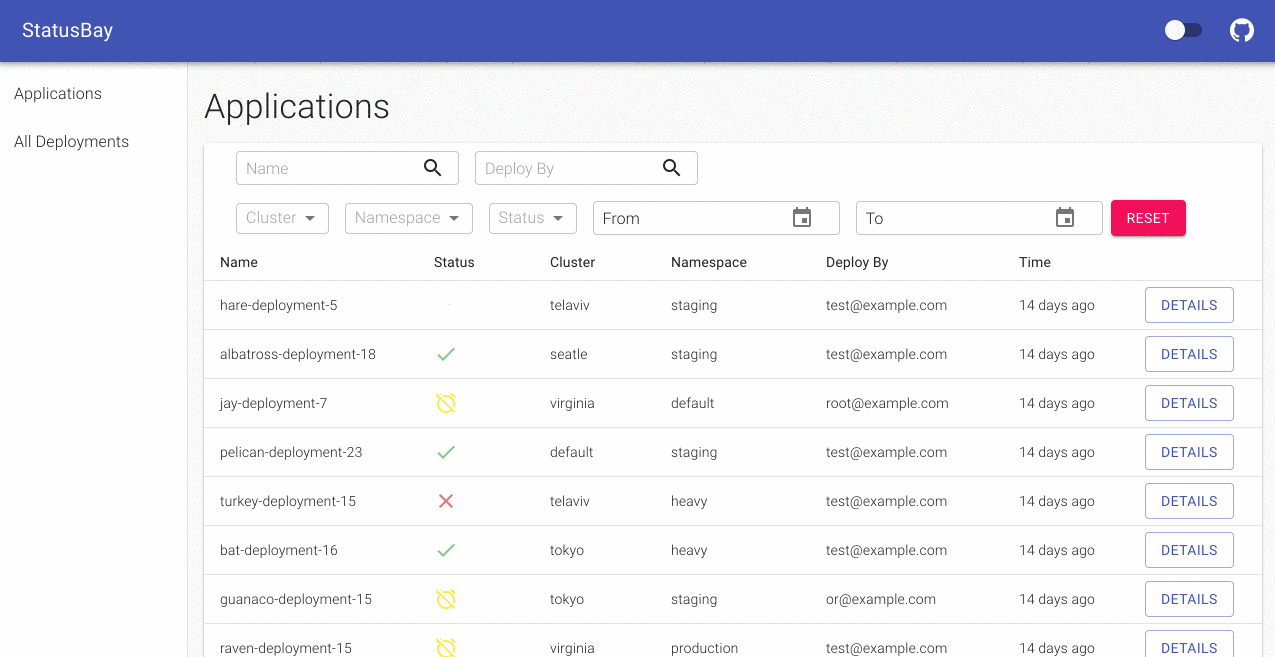 StatusBay
Applications
All Deployments
Applications
Name Deploy By
Cluster Namespace Status From To RESET
Name Status Cluster Namespace Deploy By Time
hare-deployment-5 telaviv staging test@example.com 14 days ago DETAILS
albatross-deployment-18 seatle staging test@example.com 14 days ago DETAILS
jay-deployment-7 virginia default root@example.com 14 days ago DETAILS
pelican-deployment-23 default staging test@example.com 14 days ago DETAILS
turkey-deployment-15 telaviv heavy test@example.com 14 days ago DETAILS
bat-deployment-16 tokyo heavy test@example.com 14 days ago DETAILS
guanaco-deployment-15 tokyo staging or@example.com 14 days ago DETAILS
raven-deployment-15 virginia production test@example.com 14 days ago DETAILS